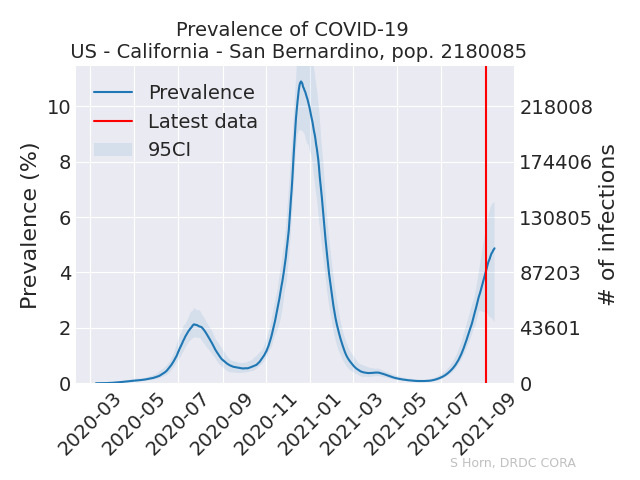 Prevalence of COVID-19
US - California - San Bernardino, pop. 2180085
Prevalence
Latest data
95CI
Prevalence (%)
10
8
6
4
2
0
218008
174406
130805
87203
43601
0
# of infections
2020-03
2020-05
2020-07
2020-09
2020-11
2021-01
2021-03
2021-05
2021-07
2021-09
S Horn, DRDC CORA